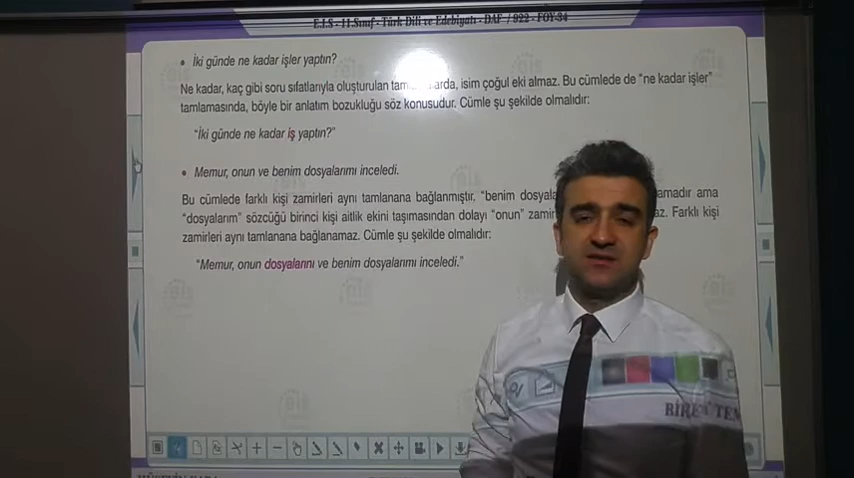 E.I.S - 11.Sınıf - Türk Dili ve Edebiyatı - DAF / 922 - FÖY-34
• İki günde ne kadar işler yaptın?
Ne kadar, kaç gibi soru sıfatlarıyla oluşturulan arda, isim çoğul eki almaz. Bu cümlede de "ne kadar işler"
tamlamasında, böyle bir anlatım bozukluğu söz konusudur. Cümle şu şekilde olmalıdır:
"İki günde ne kadar iş yaptın?"
• Memur, onun ve benim dosyalarımı inceledi.
Bu cümlede farklı kişi zamirleri aynı tamlanana bağlanmıştır, "benim dosyala amadır ama
"dosyalarım" sözcüğü birinci kişi aitlik ekini taşımasından dolayı "onun" zamir az. Farklı kişi
zamirleri aynı tamlanana bağlanamaz. Cümle şu şekilde olmalıdır:
"Memur, onun dosyalarını ve benim dosyalarımı inceledi."